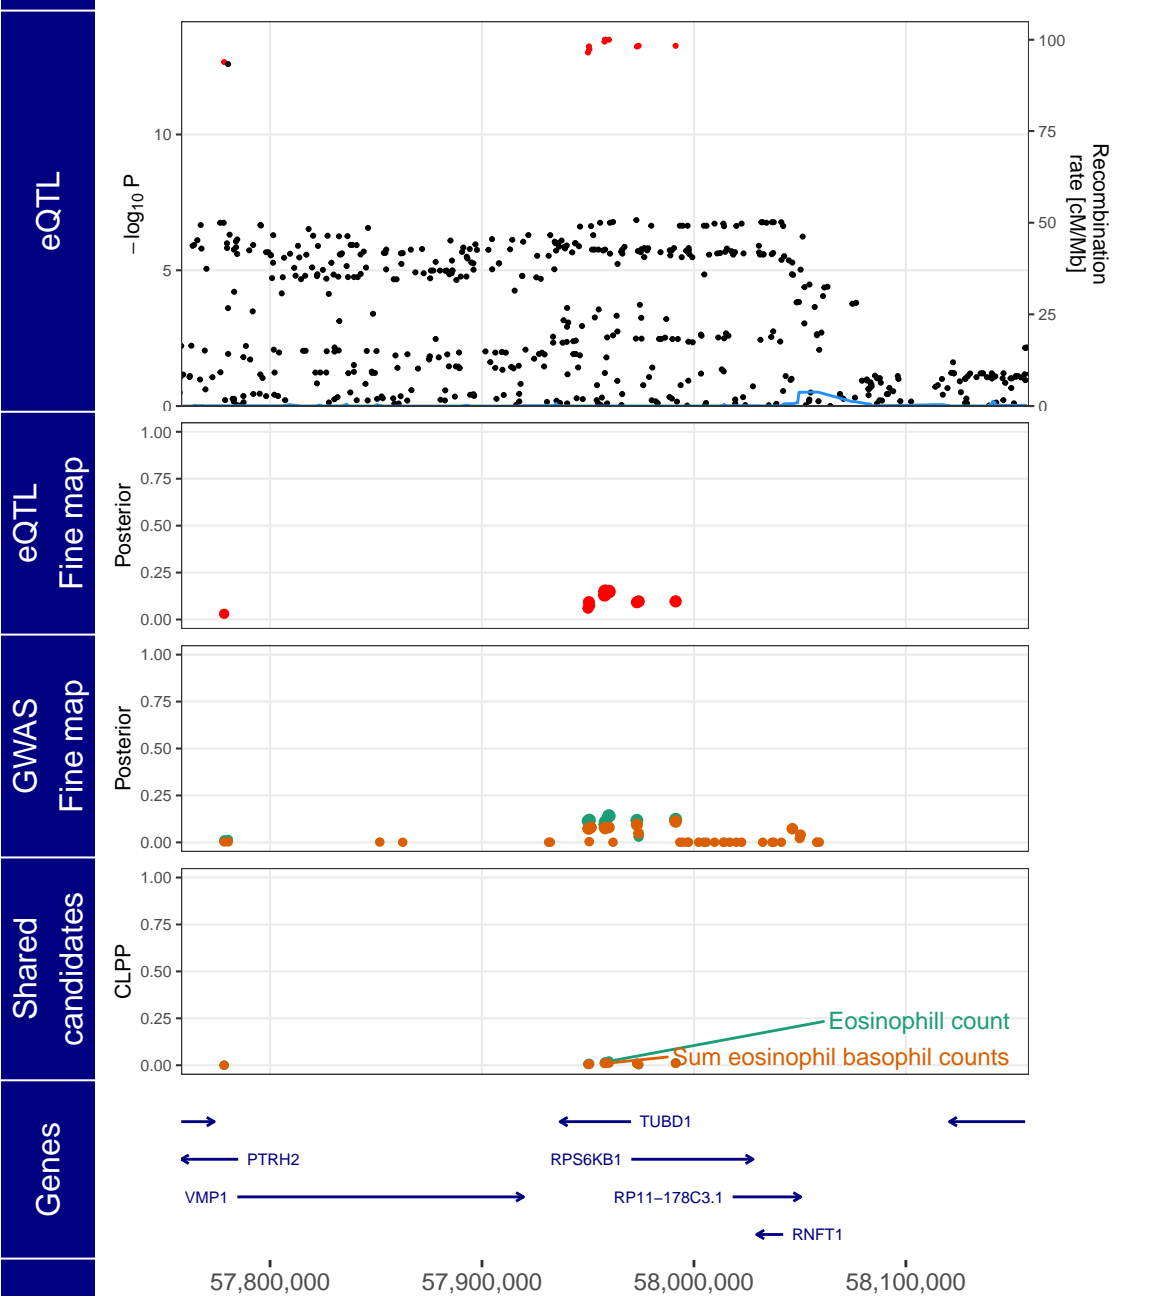 eQTL
−log10 P
10
5
0
100
75
50
25
0
Recombination
rate [cM/Mb]
eQTL
Fine map
Posterior
1.00
0.75
0.50
0.25
0.00
GWAS
Fine map
Posterior
1.00
0.75
0.50
0.25
0.00
Shared
candidates
CLPP
1.00
0.75
0.50
0.25
0.00
Eosinophill count
Sum eosinophil basophil counts
Genes
TUBD1
PTRH2
RPS6KB1
VMP1
RP11−178C3.1
RNFT1
57,800,000
57,900,000
58,000,000
58,100,000